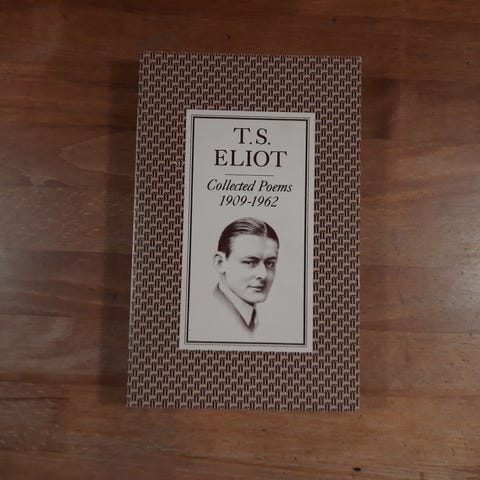 T.S.
ELIOT
Collected Poems
1909-1962